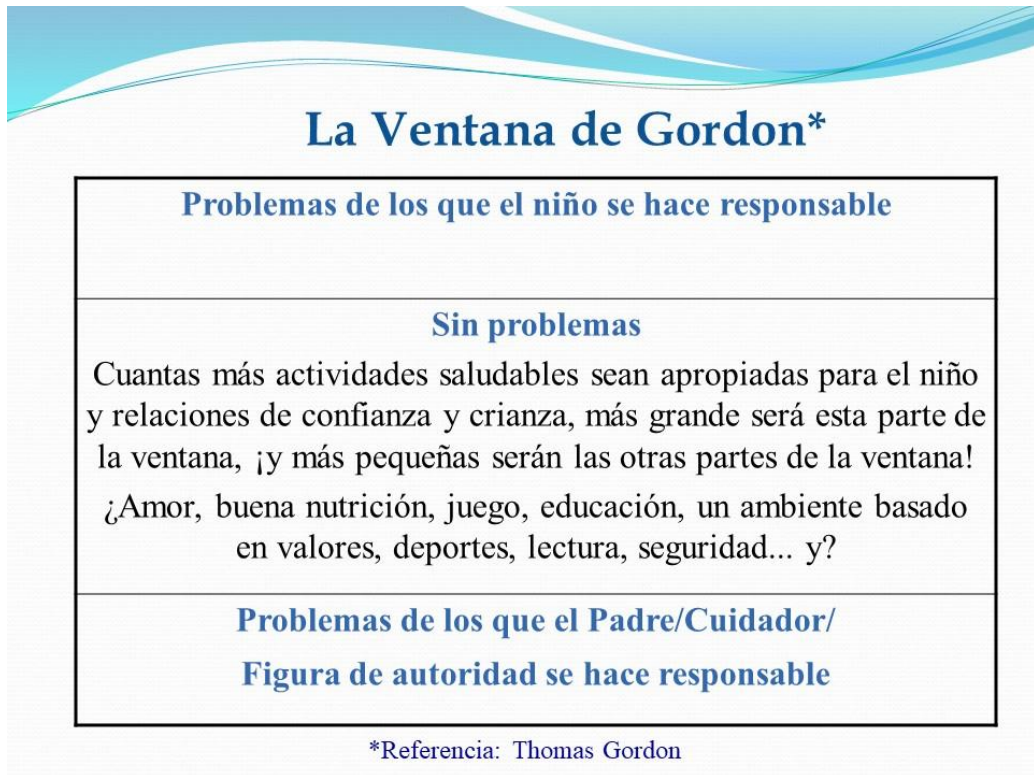 La Ventana de Gordon*
Problemas de los que el niño se hace responsable
Sin problemas
Cuantas más actividades saludables sean apropiadas para el niño
y relaciones de confianza y crianza, más grande será esta parte de
la ventana, ¡y más pequeñas serán las otras partes de la ventana!
¿Amor, buena nutrición, juego, educación, un ambiente basado
en valores, deportes, lectura, seguridad... y?
Problemas de los que el Padre/Cuidador/
Figura de autoridad se hace responsable
*Referencia: Thomas Gordon